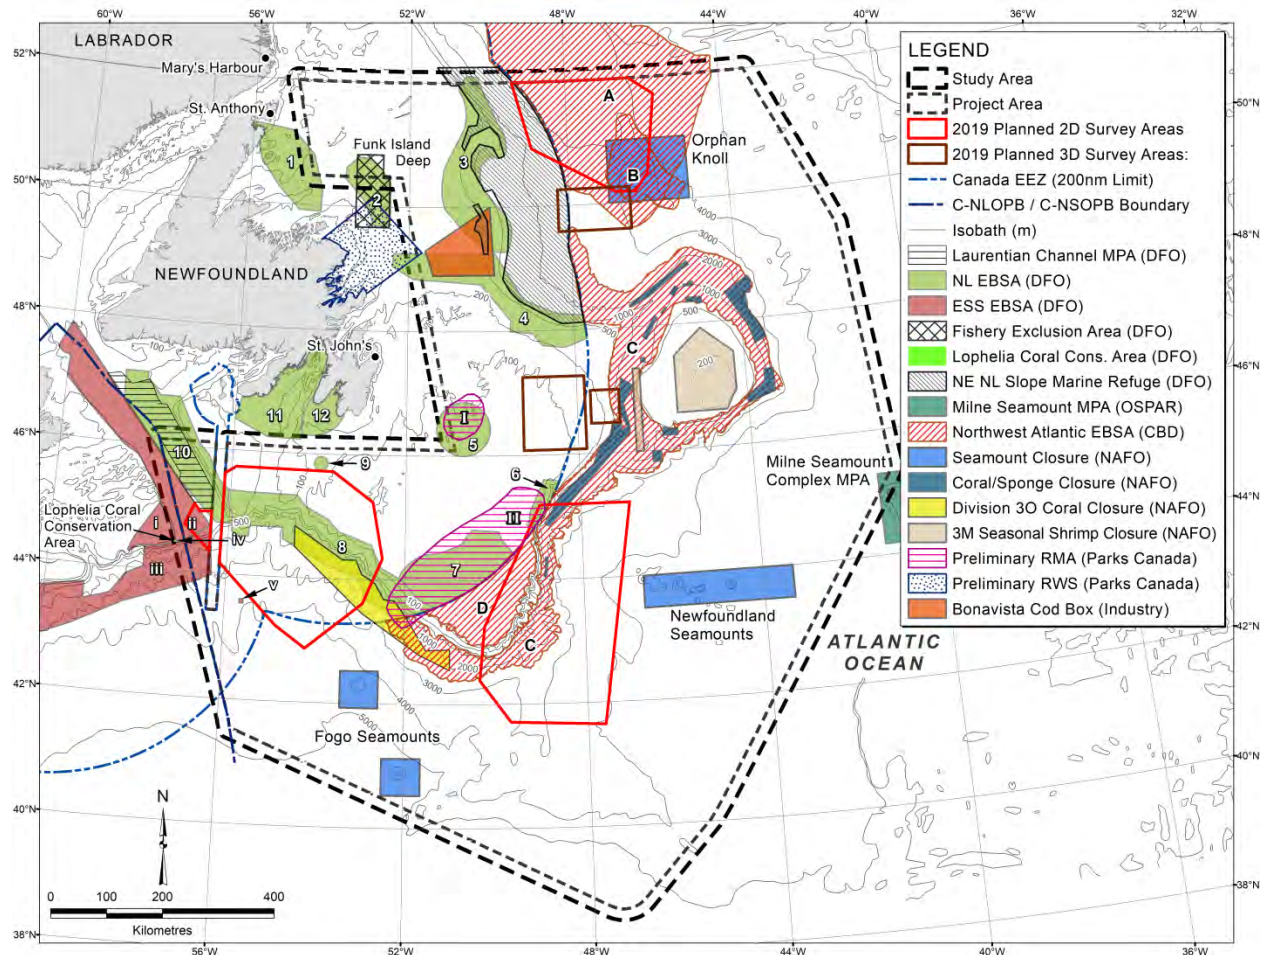 60°W
56°W
52°W
48°W
44°W
40°W
36°W
32°W
52°N
LABRADOR
Mary's Harbour
St. Anthony
Funk Island
Deep
50°N
NEWFOUNDLAND
48°N
St. John's
46°N
Lophelia Coral
Conservation
Area
44°N
42°N
40°N
38°N
1
2
3
4
5
6
7
8
9
10
11
12
I
II
i
ii
iii
iv
v
A
B
C
D
C
Orphan
Knoll
4000
3000
2000
1000
500
200
100
Milne Seamount
Complex MPA
Newfoundland
Seamounts
ATLANTIC
OCEAN
Fogo Seamounts
1000
2000
3000
4000
5000
N
0 100 200 400
Kilometres
LEGEND
Study Area
Project Area
2019 Planned 2D Survey Areas
2019 Planned 3D Survey Areas:
Canada EEZ (200nm Limit)
C-NLOPB / C-NSOPB Boundary
Isobath (m)
Laurentian Channel MPA (DFO)
NL EBSA (DFO)
ESS EBSA (DFO)
Fishery Exclusion Area (DFO)
Lophelia Coral Cons. Area (DFO)
NE NL Slope Marine Refuge (DFO)
Milne Seamount MPA (OSPAR)
Northwest Atlantic EBSA (CBD)
Seamount Closure (NAFO)
Coral/Sponge Closure (NAFO)
Division 3O Coral Closure (NAFO)
3M Seasonal Shrimp Closure (NAFO)
Preliminary RMA (Parks Canada)
Preliminary RWS (Parks Canada)
Bonavista Cod Box (Industry)
50°N
48°N
46°N
44°N
42°N
40°N
38°N
56°W
52°W
48°W
44°W
40°W
36°W